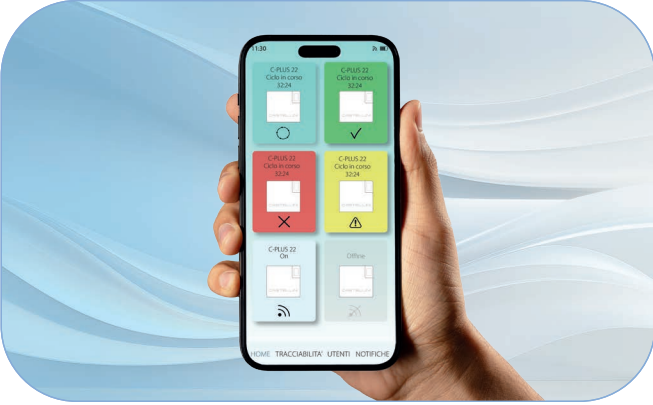 11:30
C-PLUS 22
Ciclo in corso
32:24
C-PLUS 22
Ciclo in corso
32:24
C-PLUS 22
Ciclo in corso
32:24
C-PLUS 22
Ciclo in corso
32:24
C-PLUS 22
On
Offline
HOME TRACCIABILITA' UTENTI NOTIFICHE